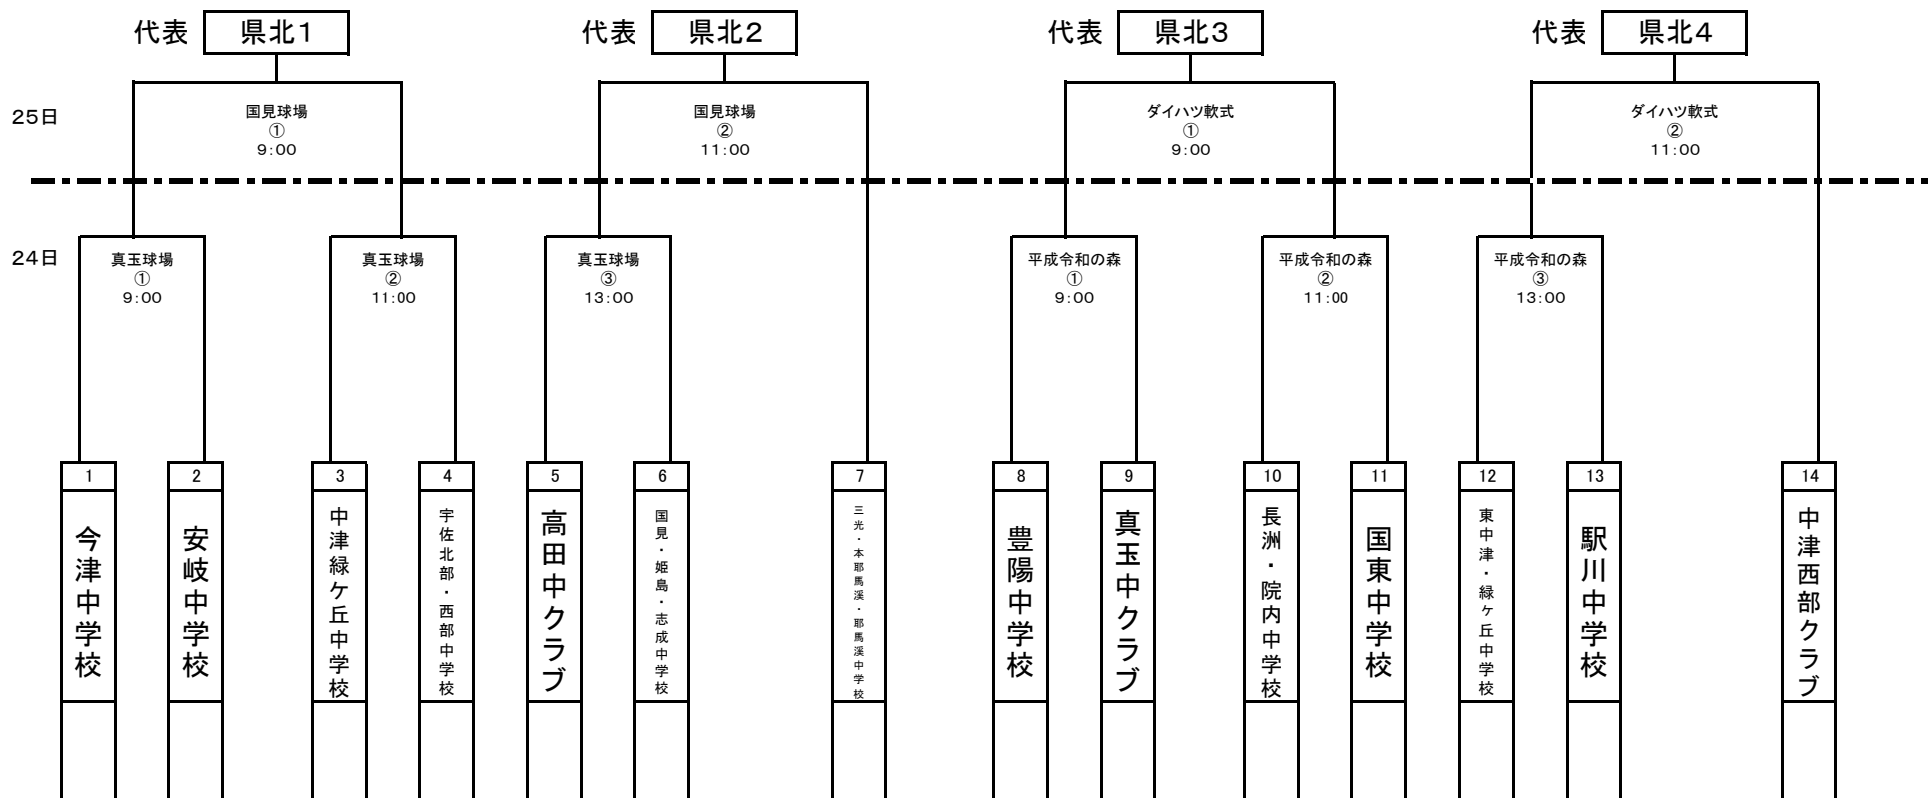 代表 県北１
代表 県北２
代表 県北３
代表 県北４
25日
国見球場
①
9:00
国見球場
②
11:00
ダイハツ軟式
①
9:00
ダイハツ軟式
②
11:00
24日
真玉球場
①
9:00
真玉球場
②
11:00
真玉球場
③
13:00
平成令和の森
①
9:00
平成令和の森
②
11:00
平成令和の森
③
13:00
1
今津中学校
2
安岐中学校
3
中津緑ケ丘中学校
4
宇佐北部・西部中学校
5
高田中クラブ
6
国見・姫島・志成中学校
7
三光・本耶馬溪・耶馬溪中学校
8
豊陽中学校
9
真玉中クラブ
10
長洲・院内中学校
11
国東中学校
12
東中津・緑ケ丘中学校
13
駅川中学校
14
中津西部クラブ